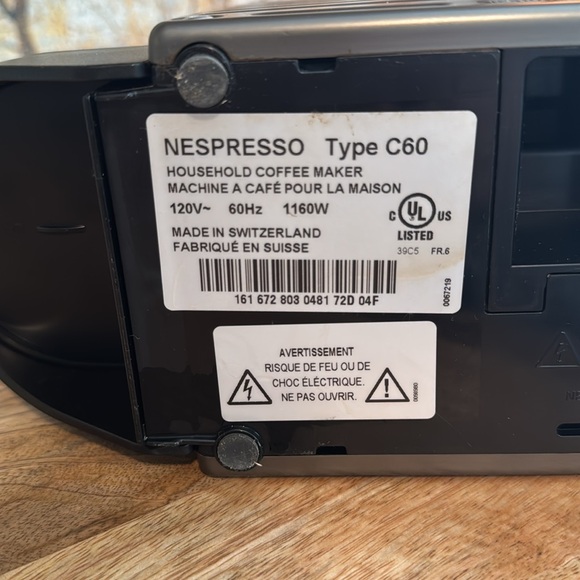 NESPRESSO Type C60
HOUSEHOLD COFFEE MAKER
MACHINE A CAFÉ POUR LA MAISON
120V~ 60Hz 1160W
MADE IN SWITZERLAND
FABRIQUÉ EN SUISSE
C UL US
LISTED
39C5 FR.6
161 672 803 0481 72D 04F
0067219
AVERTISSEMENT
RISQUE DE FEU OU DE
CHOC ÉLÉCTRIQUE.
NE PAS OUVRIR.